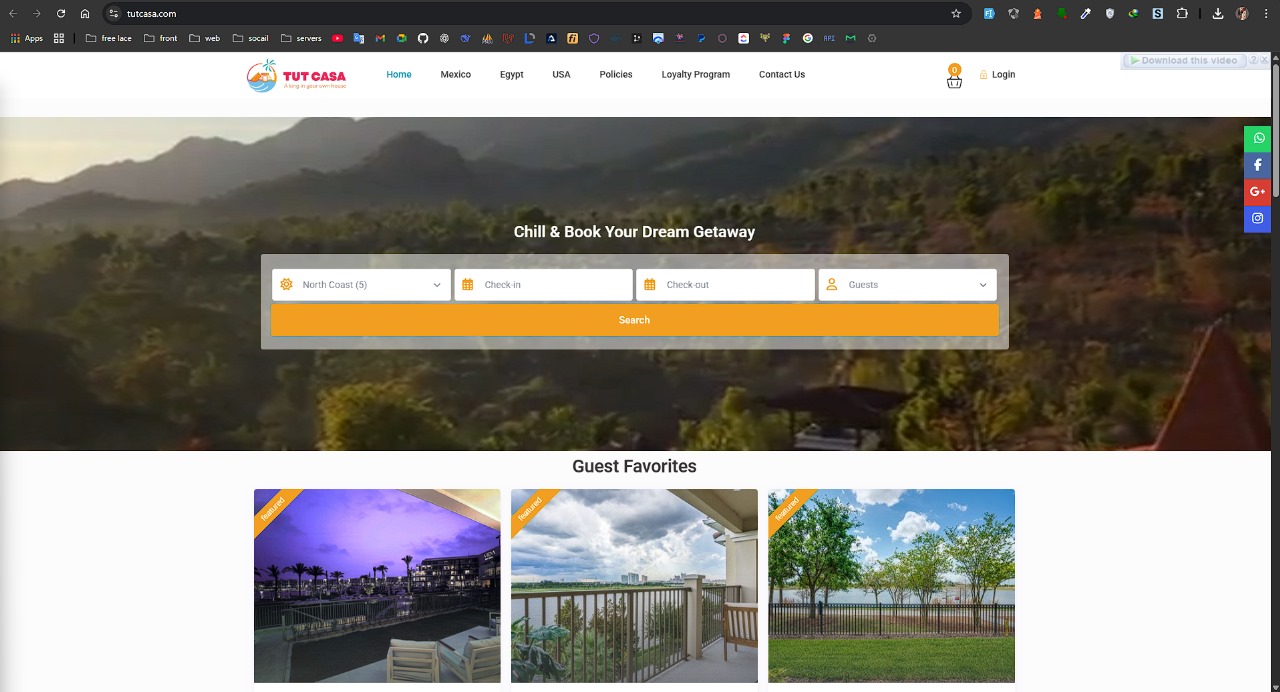 tutcasa.com
Apps
free lace
front
web
social
servers
API
TUT CASA
A king in your own house
Home
Mexico
Egypt
USA
Policies
Loyalty Program
Contact Us
0
Login
Download this video
?
X
G+
Chill & Book Your Dream Getaway
North Coast (5)
Check-in
Check-out
Guests
Search
Guest Favorites
featured
featured
featured